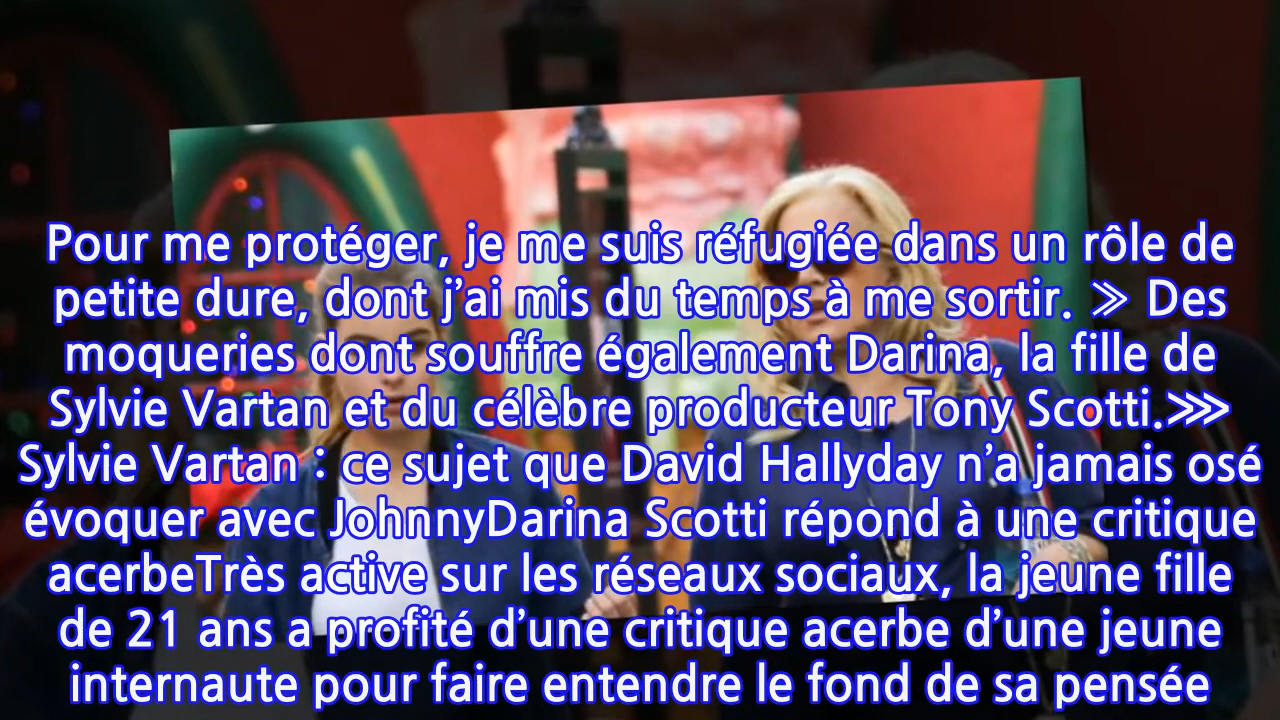 Pour me protéger, je me suis réfugiée dans un rôle de
petite dure, dont j’ai mis du temps à me sortir. ≫ Des
moqueries dont souffre également Darina, la fille de
Sylvie Vartan et du célèbre producteur Tony Scotti.⋙
Sylvie Vartan : ce sujet que David Hallyday n’a jamais osé
évoquer avec JohnnyDarina Scotti répond à une critique
acerbeTrès active sur les réseaux sociaux, la jeune fille
de 21 ans a profité d’une critique acerbe d’une jeune
internaute pour faire entendre le fond de sa pensée